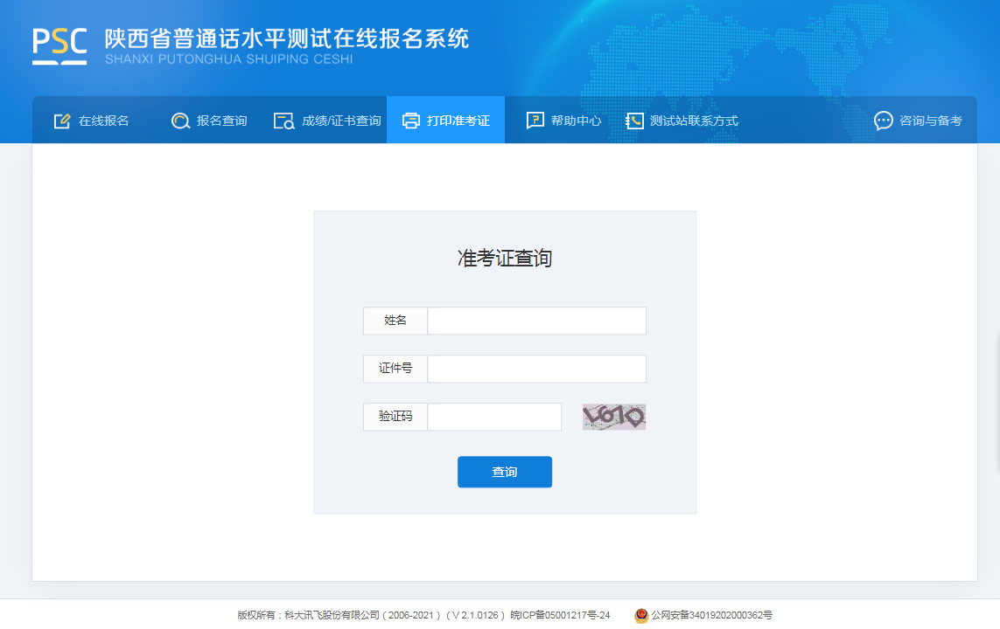 PSC 陕西省普通话水平测试在线报名系统
SHANXI PUTONGHUA SHUIPING CESHI
在线报名 报名查询 成绩/证书查询 打印准考证 帮助中心 测试站联系方式 咨询与备考
准考证查询
姓名
证件号
验证码 L67D
查询
版权所有：科大讯飞股份有限公司（2006-2021）（V 2.1.0126） 皖ICP备05001217号-24 公网安备34019202000362号